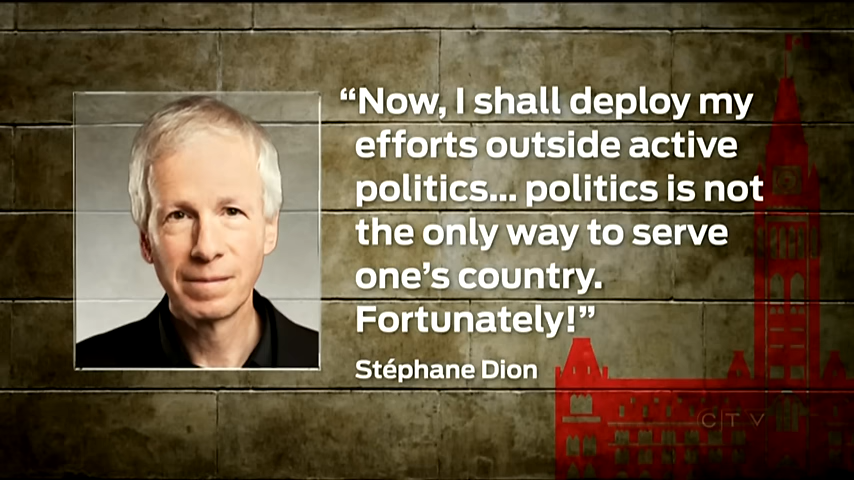 “Now, I shall deploy my
efforts outside active
politics... politics is not
the only way to serve
one’s country.
Fortunately!”
Stéphane Dion
CTV